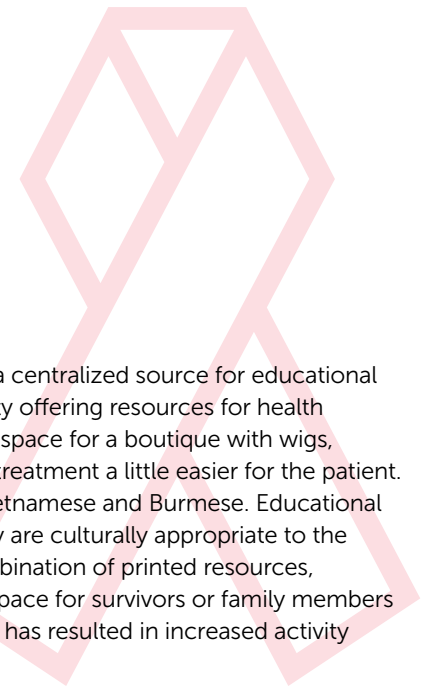 a centralized source for educational
ty offering resources for health
space for a boutique with wigs,
treatment a little easier for the patient.
etnamese and Burmese. Educational
y are culturally appropriate to the
bination of printed resources,
pace for survivors or family members
has resulted in increased activity